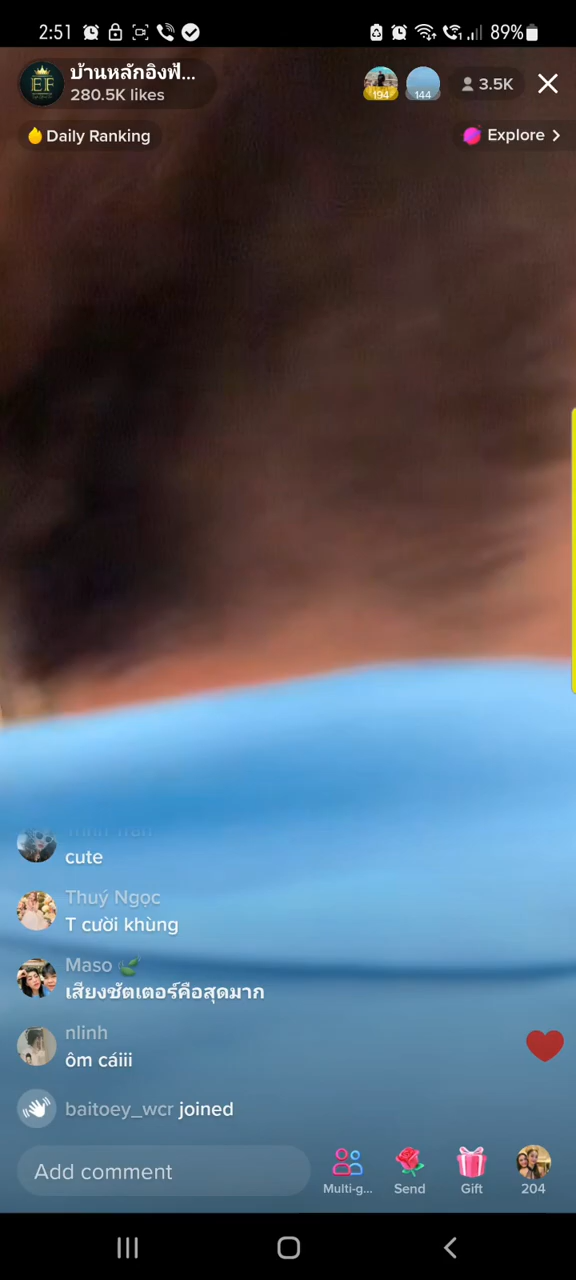 2:51
89%
บ้านหลักอิงฟ้...
280.5K likes
194
144
3.5K
Daily Ranking
Explore
cute
Thuý Ngọc
T cười khùng
Maso
เสียงชัตเตอร์คือสุดมาก
nlinh
ôm cáiii
baitoey_wcr joined
Add comment
Multi-g...
Send
Gift
204